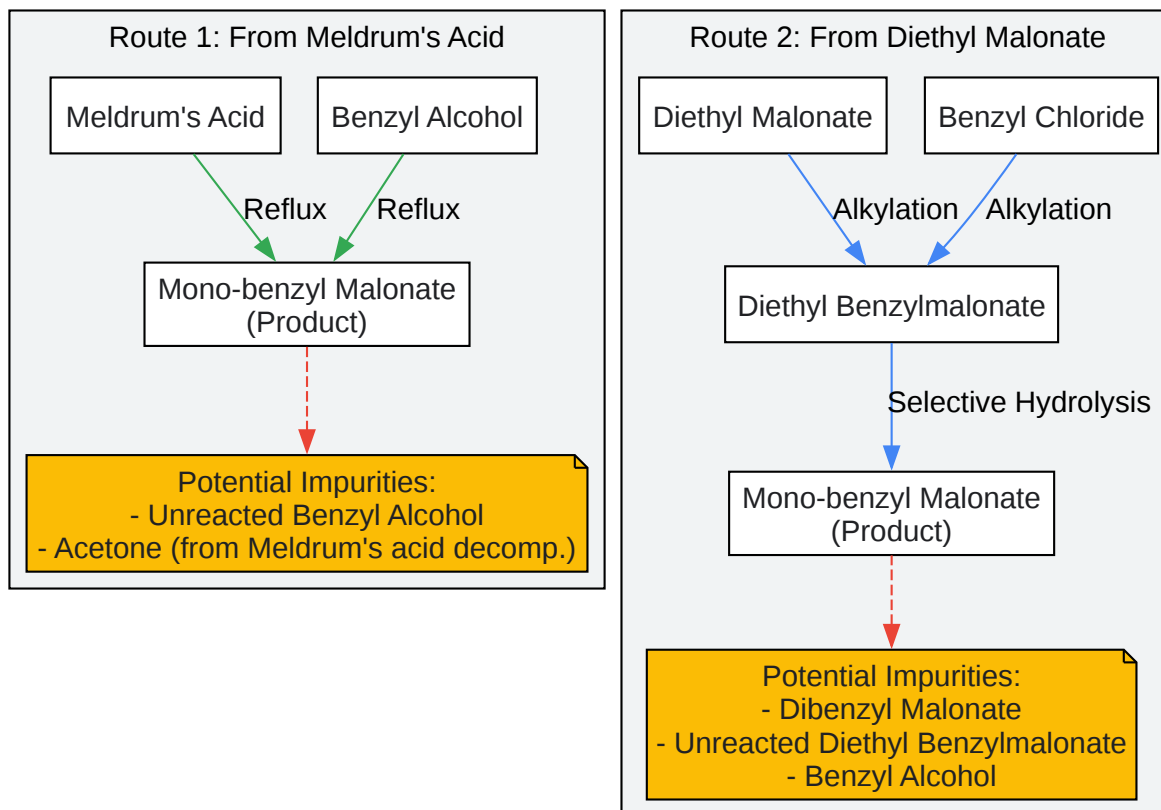 Route 1: From Meldrum's Acid
Meldrum's Acid
Benzyl Alcohol
Reflux
Reflux
Mono-benzyl Malonate
(Product)
Potential Impurities:
- Unreacted Benzyl Alcohol
- Acetone (from Meldrum's acid decomp.)
Route 2: From Diethyl Malonate
Diethyl Malonate
Benzyl Chloride
Alkylation
Alkylation
Diethyl Benzylmalonate
Selective Hydrolysis
Mono-benzyl Malonate
(Product)
Potential Impurities:
- Dibenzyl Malonate
- Unreacted Diethyl Benzylmalonate
- Benzyl Alcohol